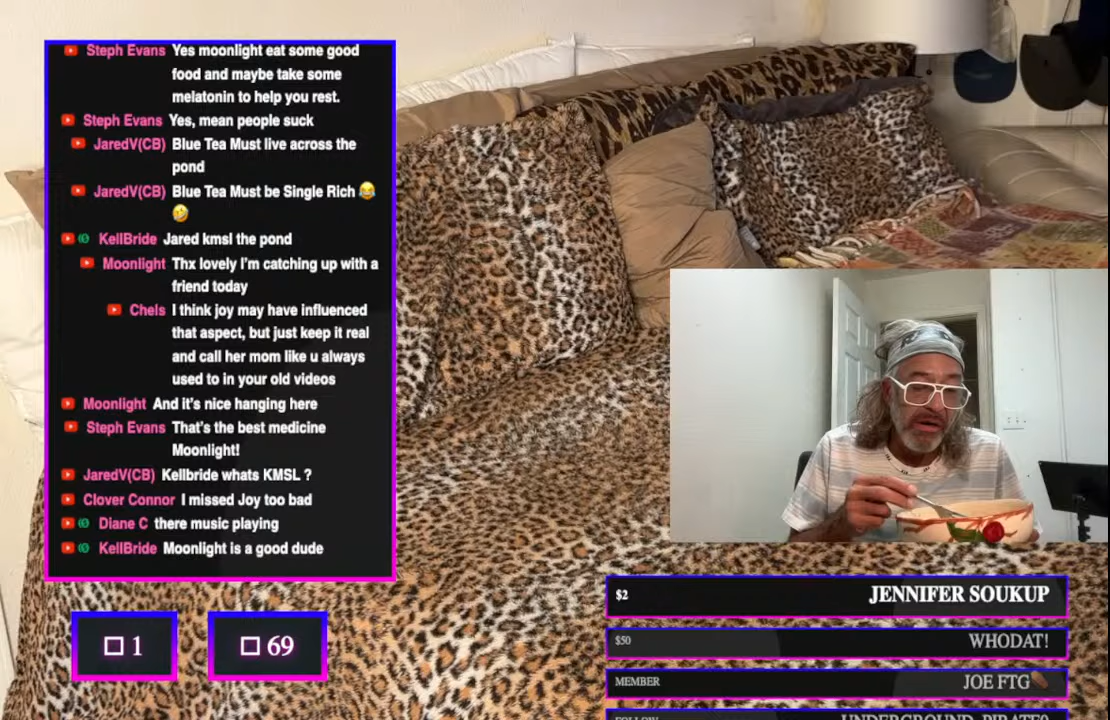 Steph Evans Yes moonlight eat some good
food and maybe take some
melatonin to help you rest.
Steph Evans Yes, mean people suck
JaredV(CB) Blue Tea Must live across the
pond
JaredV(CB) Blue Tea Must be Single Rich 😂
🤣
KellBride Jared kmsl the pond
Moonlight Thx lovely I'm catching up with a
friend today
Chels I think joy may have influenced
that aspect, but just keep it real
and call her mom like u always
used to in your old videos
Moonlight And it's nice hanging here
Steph Evans That's the best medicine
Moonlight!
JaredV(CB) Kellbride whats KMSL ?
Clover Connor I missed Joy too bad
Diane C there music playing
KellBride Moonlight is a good dude
1
69
$2 JENNIFER SOUKUP
$50 WHODAT!
MEMBER JOE FTG
FOLLOW